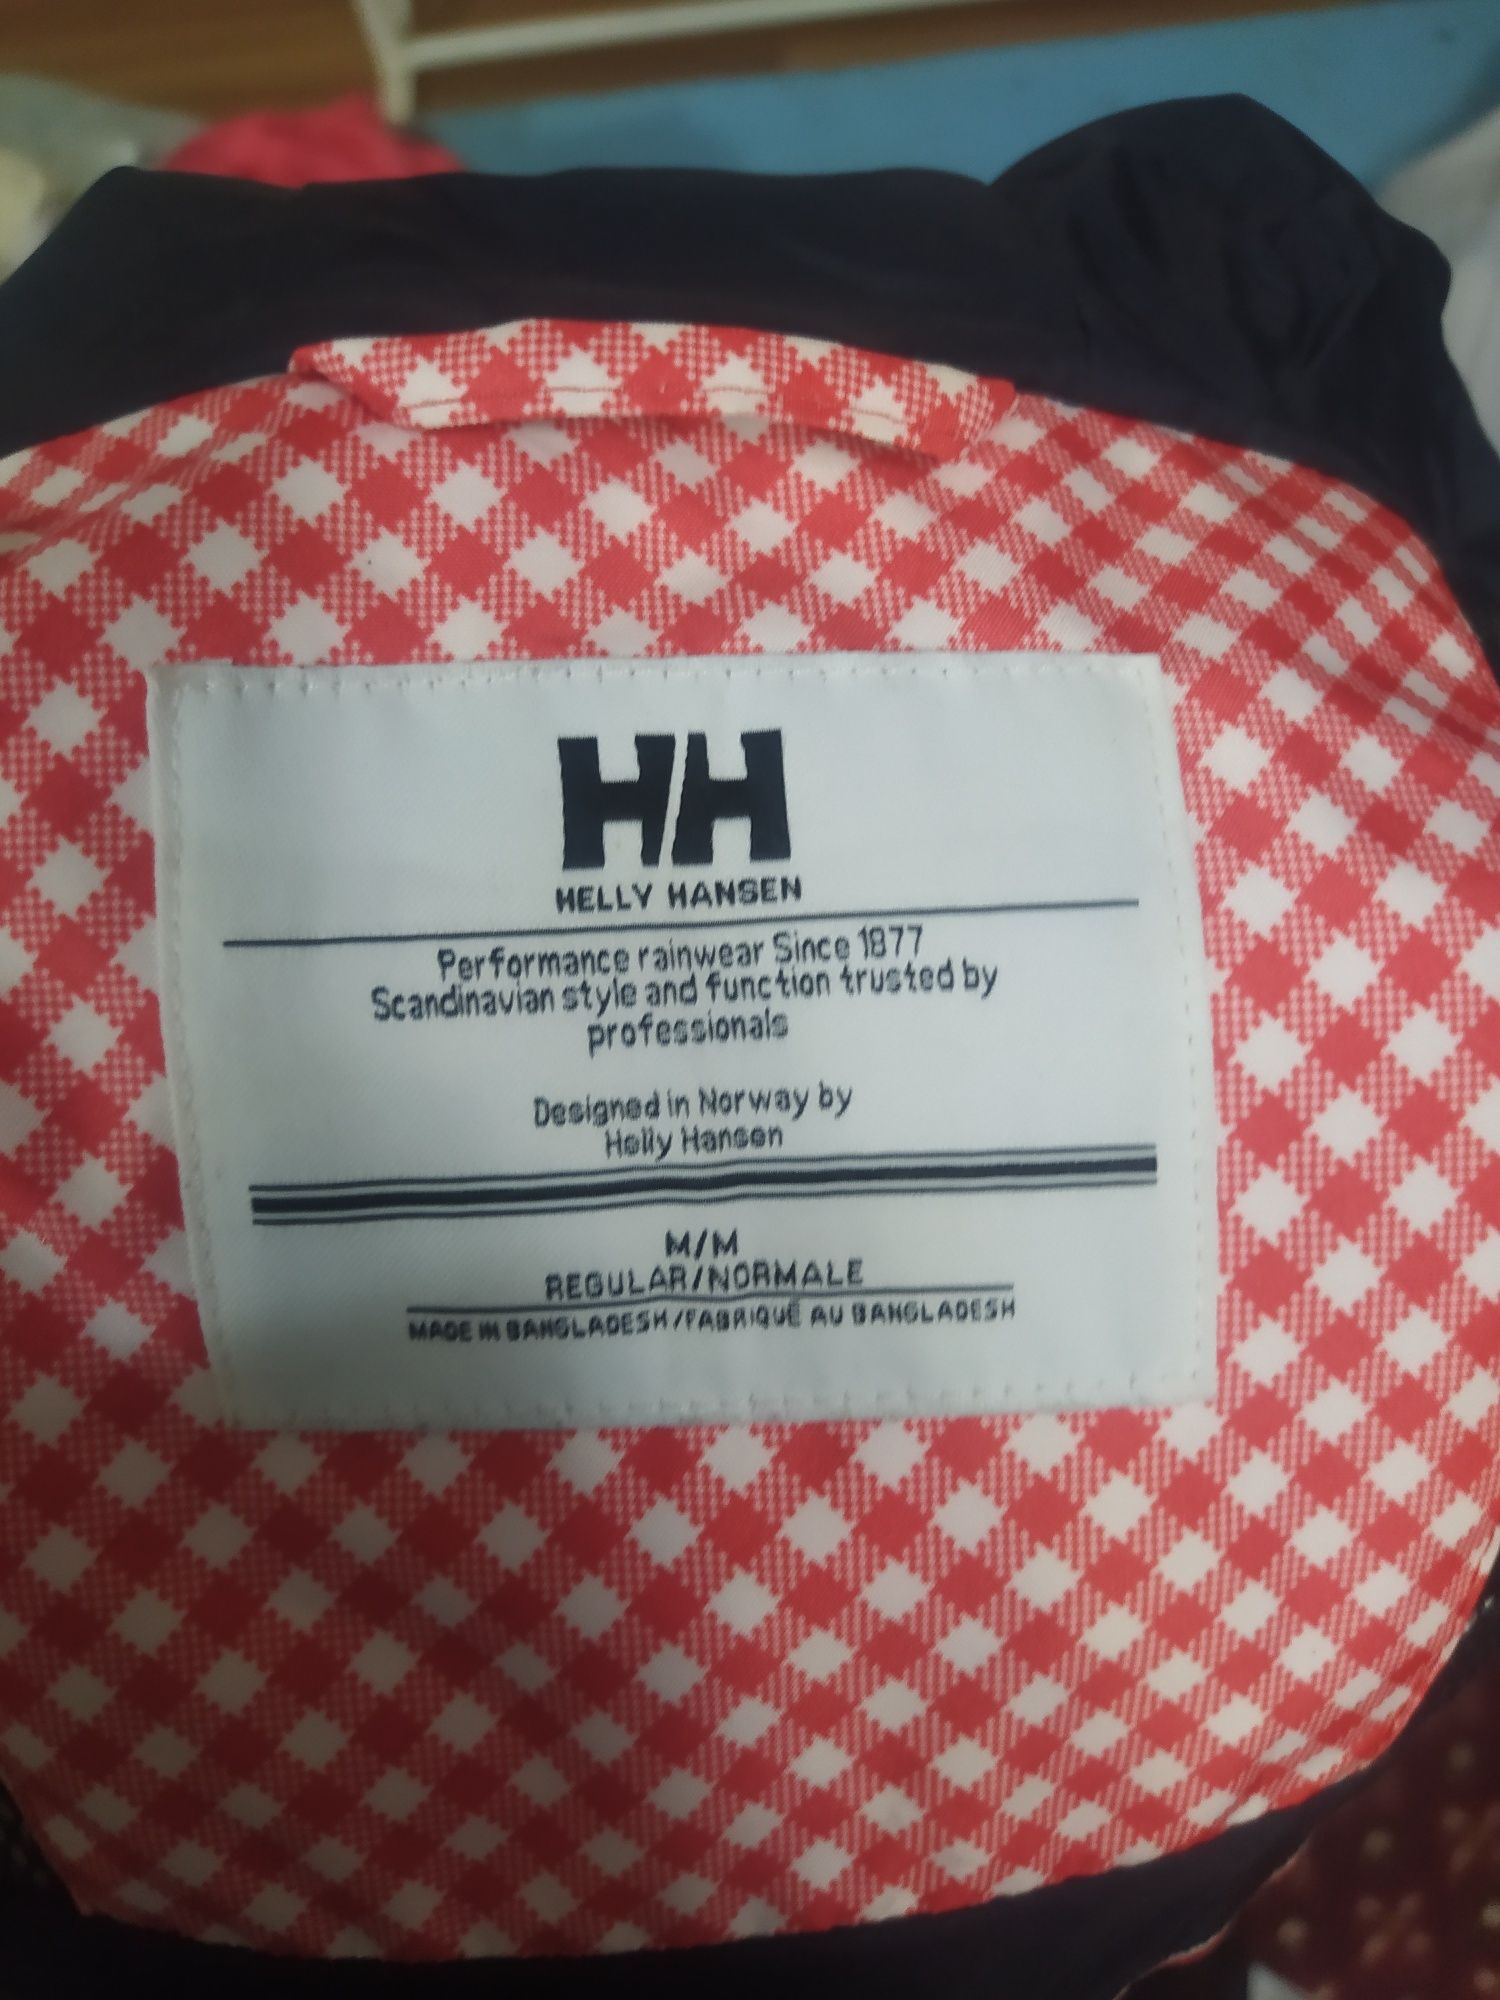 HH
HELLY HANSEN
Performance rainwear Since 1877
Scandinavian style and function trusted by
professionals
Designed in Norway by
Helly Hansen
M/M
REGULAR/NORMALE
MADE IN BANGLADESH/FABRIQUÉ AU BANGLADESH